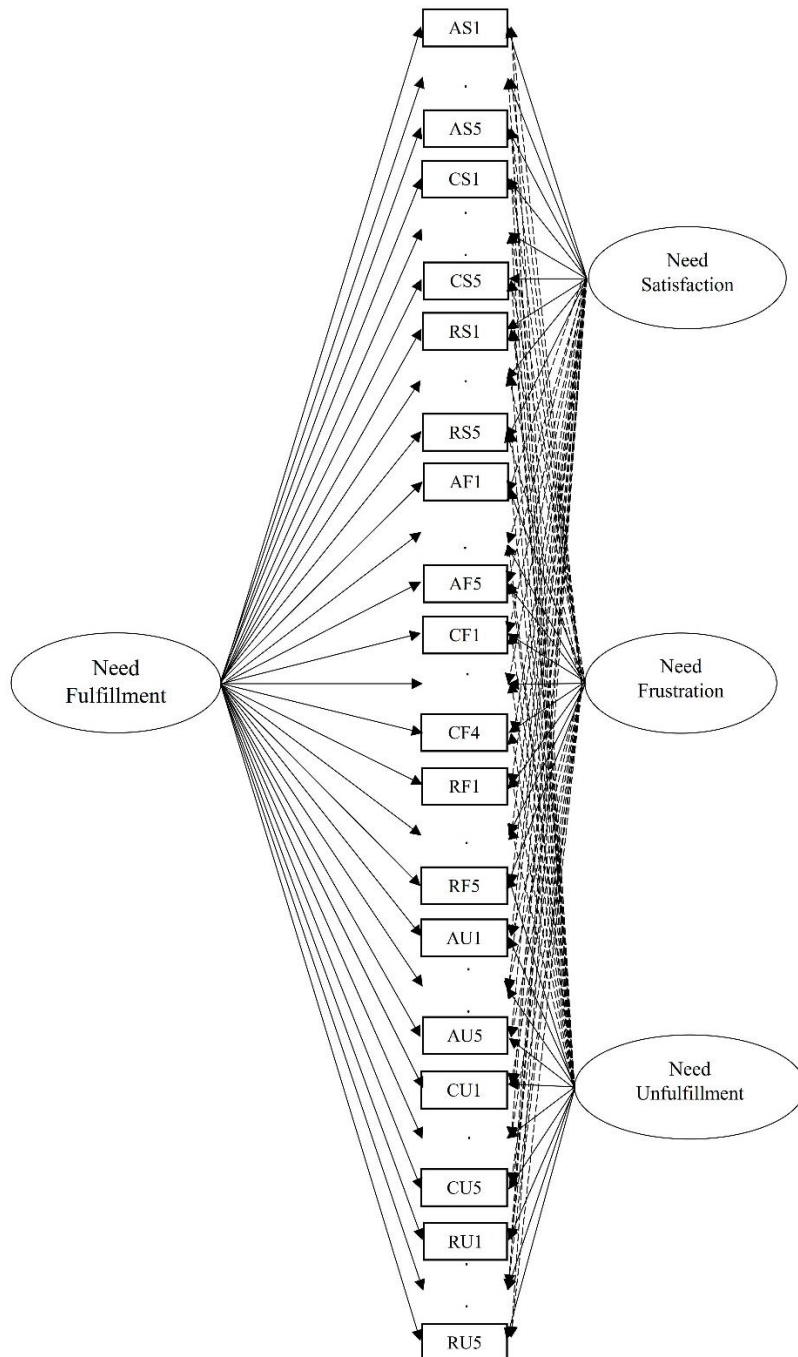 AS1
.
AS5
CS1
.
.
CS5
RS1
.
RS5
AF1
.
AF5
CF1
.
CF4
RF1
.
RF5
AU1
.
.
AU5
CU1
.
CU5
RU1
.
.
RU5
Need
Satisfaction
Need
Fulfillment
Need
Frustration
Need
Unfulfillment